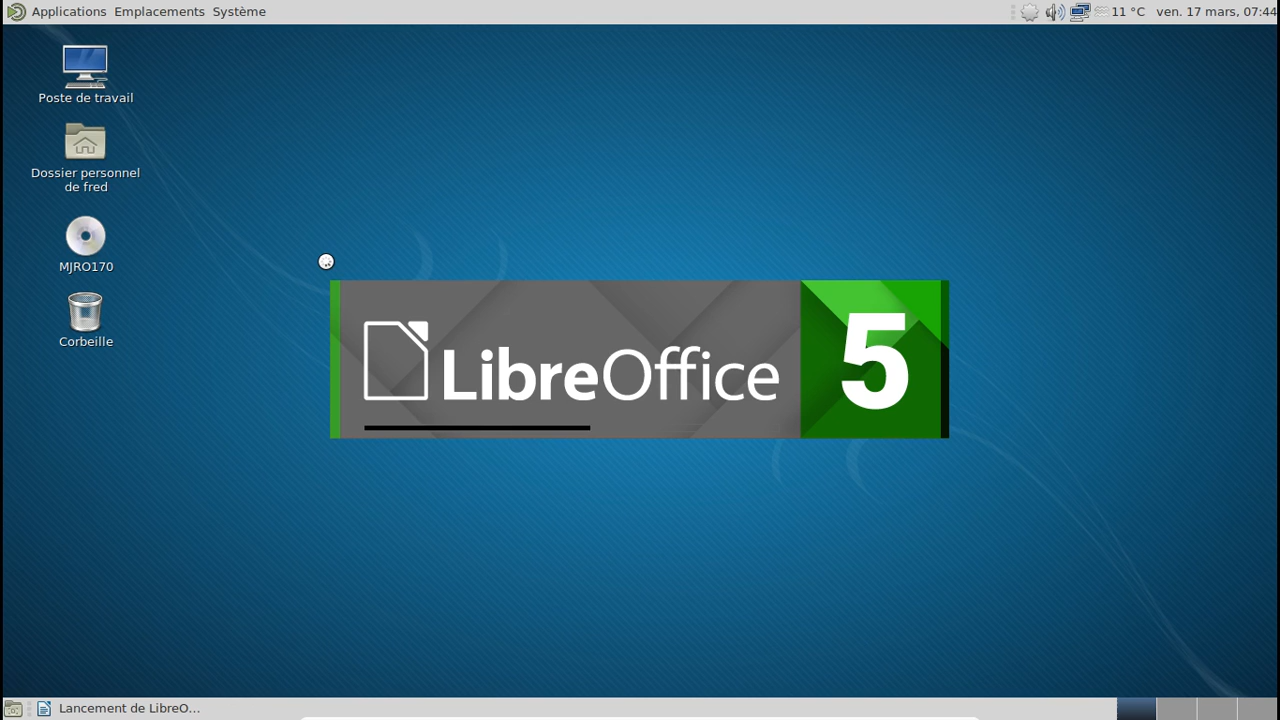 Applications Emplacements Système
11 °C ven. 17 mars, 07:44
Poste de travail
Dossier personnel
de fred
MJRO170
Corbeille
LibreOffice 5
Lancement de LibreO...